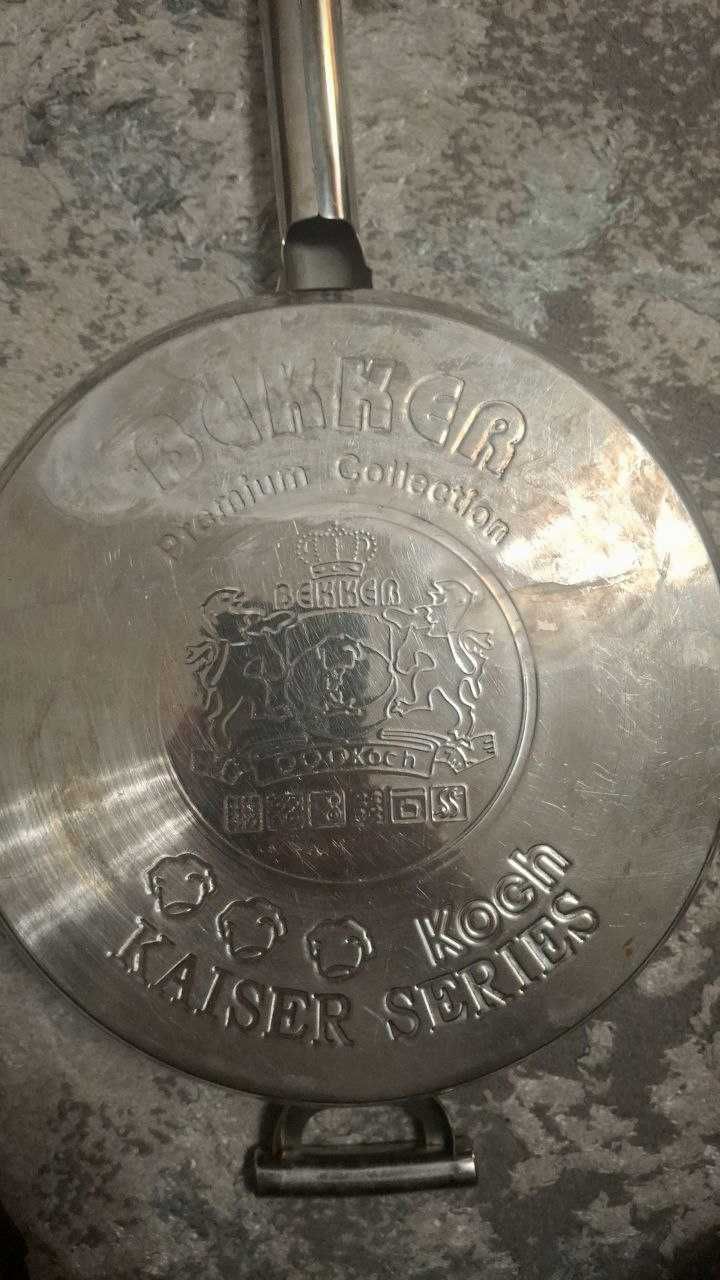 BEKKER
Premium Collection
BEKKER
Koch
Koch
KAISER SERIES